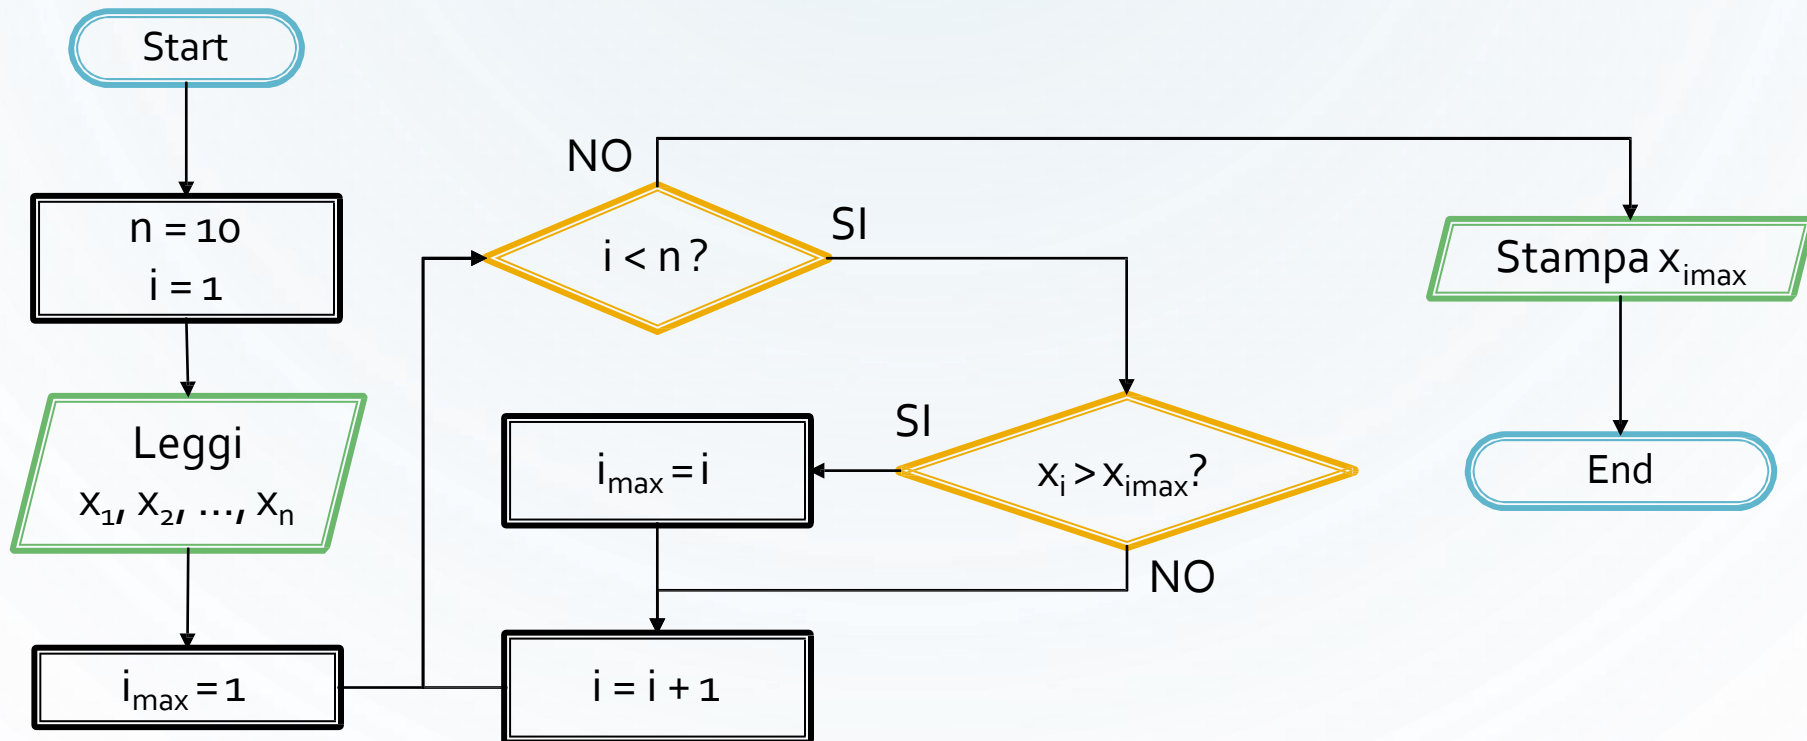 Start
n = 10
i = 1
Leggi
x₁, x₂, ..., xₙ
iₘₐₓ = 1
NO
i < n ?
SI
SI
xᵢ > xᵢₘₐₓ?
NO
iₘₐₓ = i
i = i + 1
Stampa xᵢₘₐₓ
End